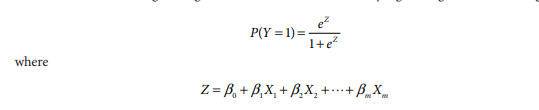 P(Y = 1) = e^Z / (1 + e^Z)
where
Z = β₀ + β₁X₁ + β₂X₂ + ⋯ + βₘXₘ